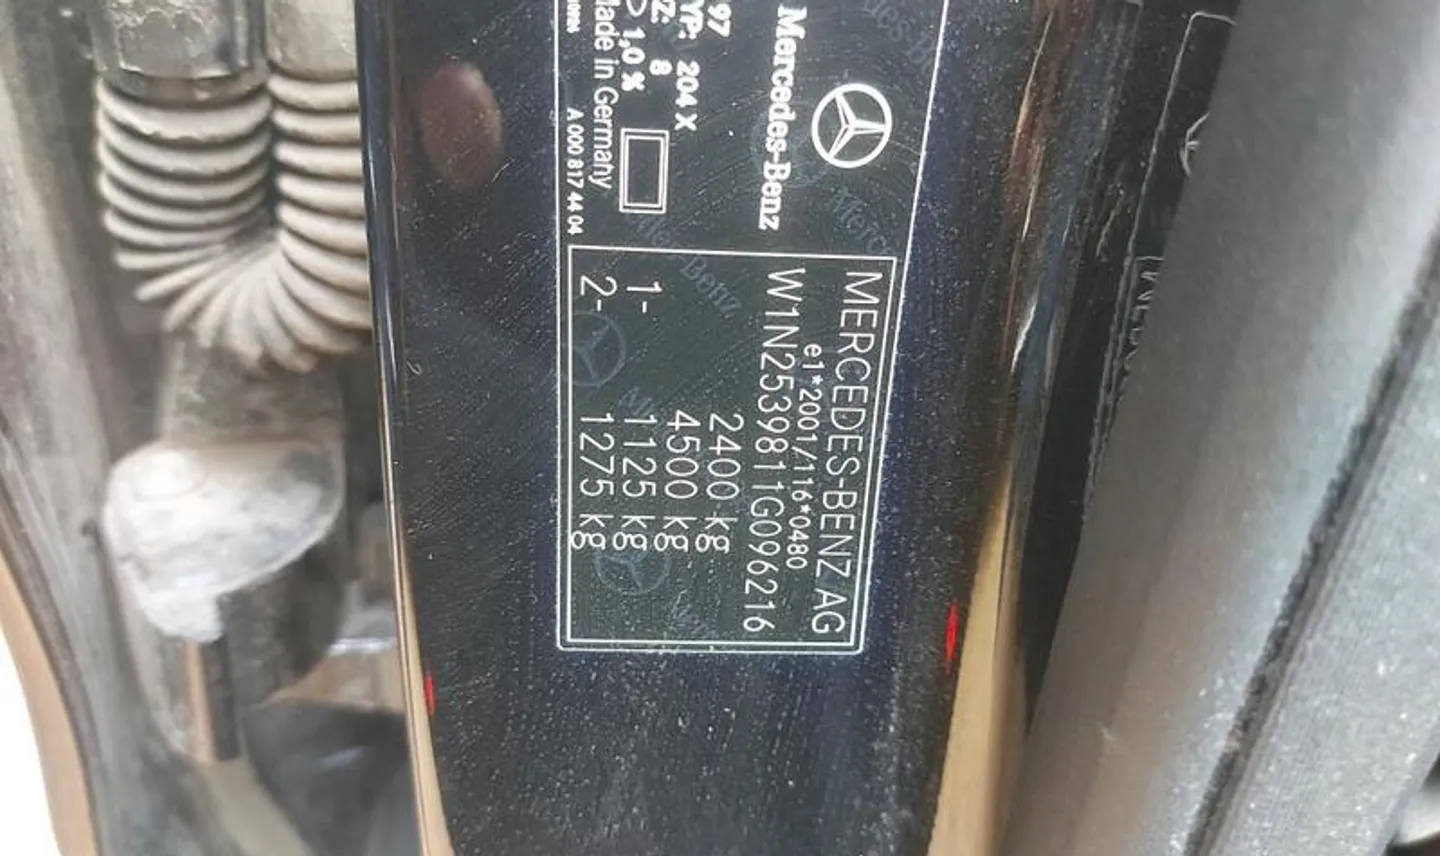 Mercedes-Benz
97
YP: 204 X
Z: 8
1,0 %
Made in Germany
A 000 817 44 04
MERCEDES-BENZ AG
e1*2001/116*0480
W1N2539811G096216
2400 kg
4500 kg
1- 1125 kg
2- 1275 kg